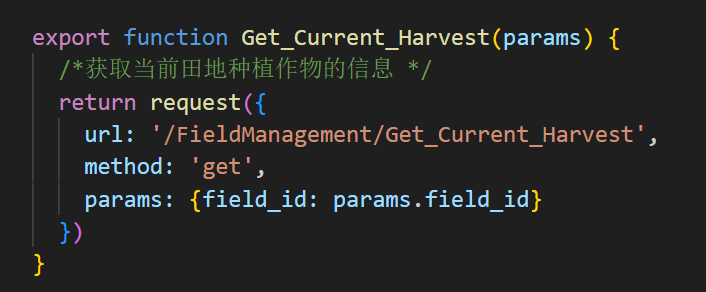 export function Get_Current_Harvest(params) {
  /*获取当前田地种植作物的信息 */
  return request({
    url: '/FieldManagement/Get_Current_Harvest',
    method: 'get',
    params: {field_id: params.field_id}
  })
}